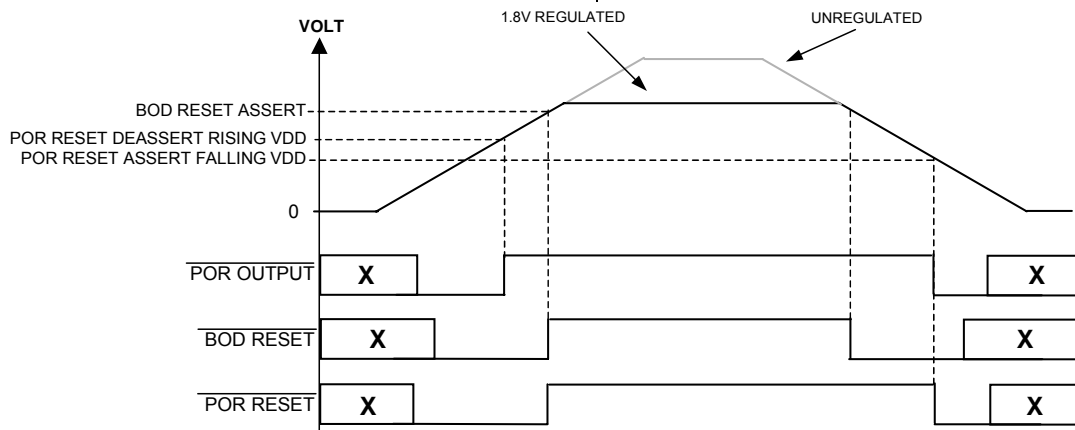 1.8V REGULATED
UNREGULATED
VOLT
BOD RESET ASSERT
POR RESET DEASSERT RISING VDD
POR RESET ASSERT FALLING VDD
0
POR OUTPUT
X
X
BOD RESET
X
X
POR RESET
X
X